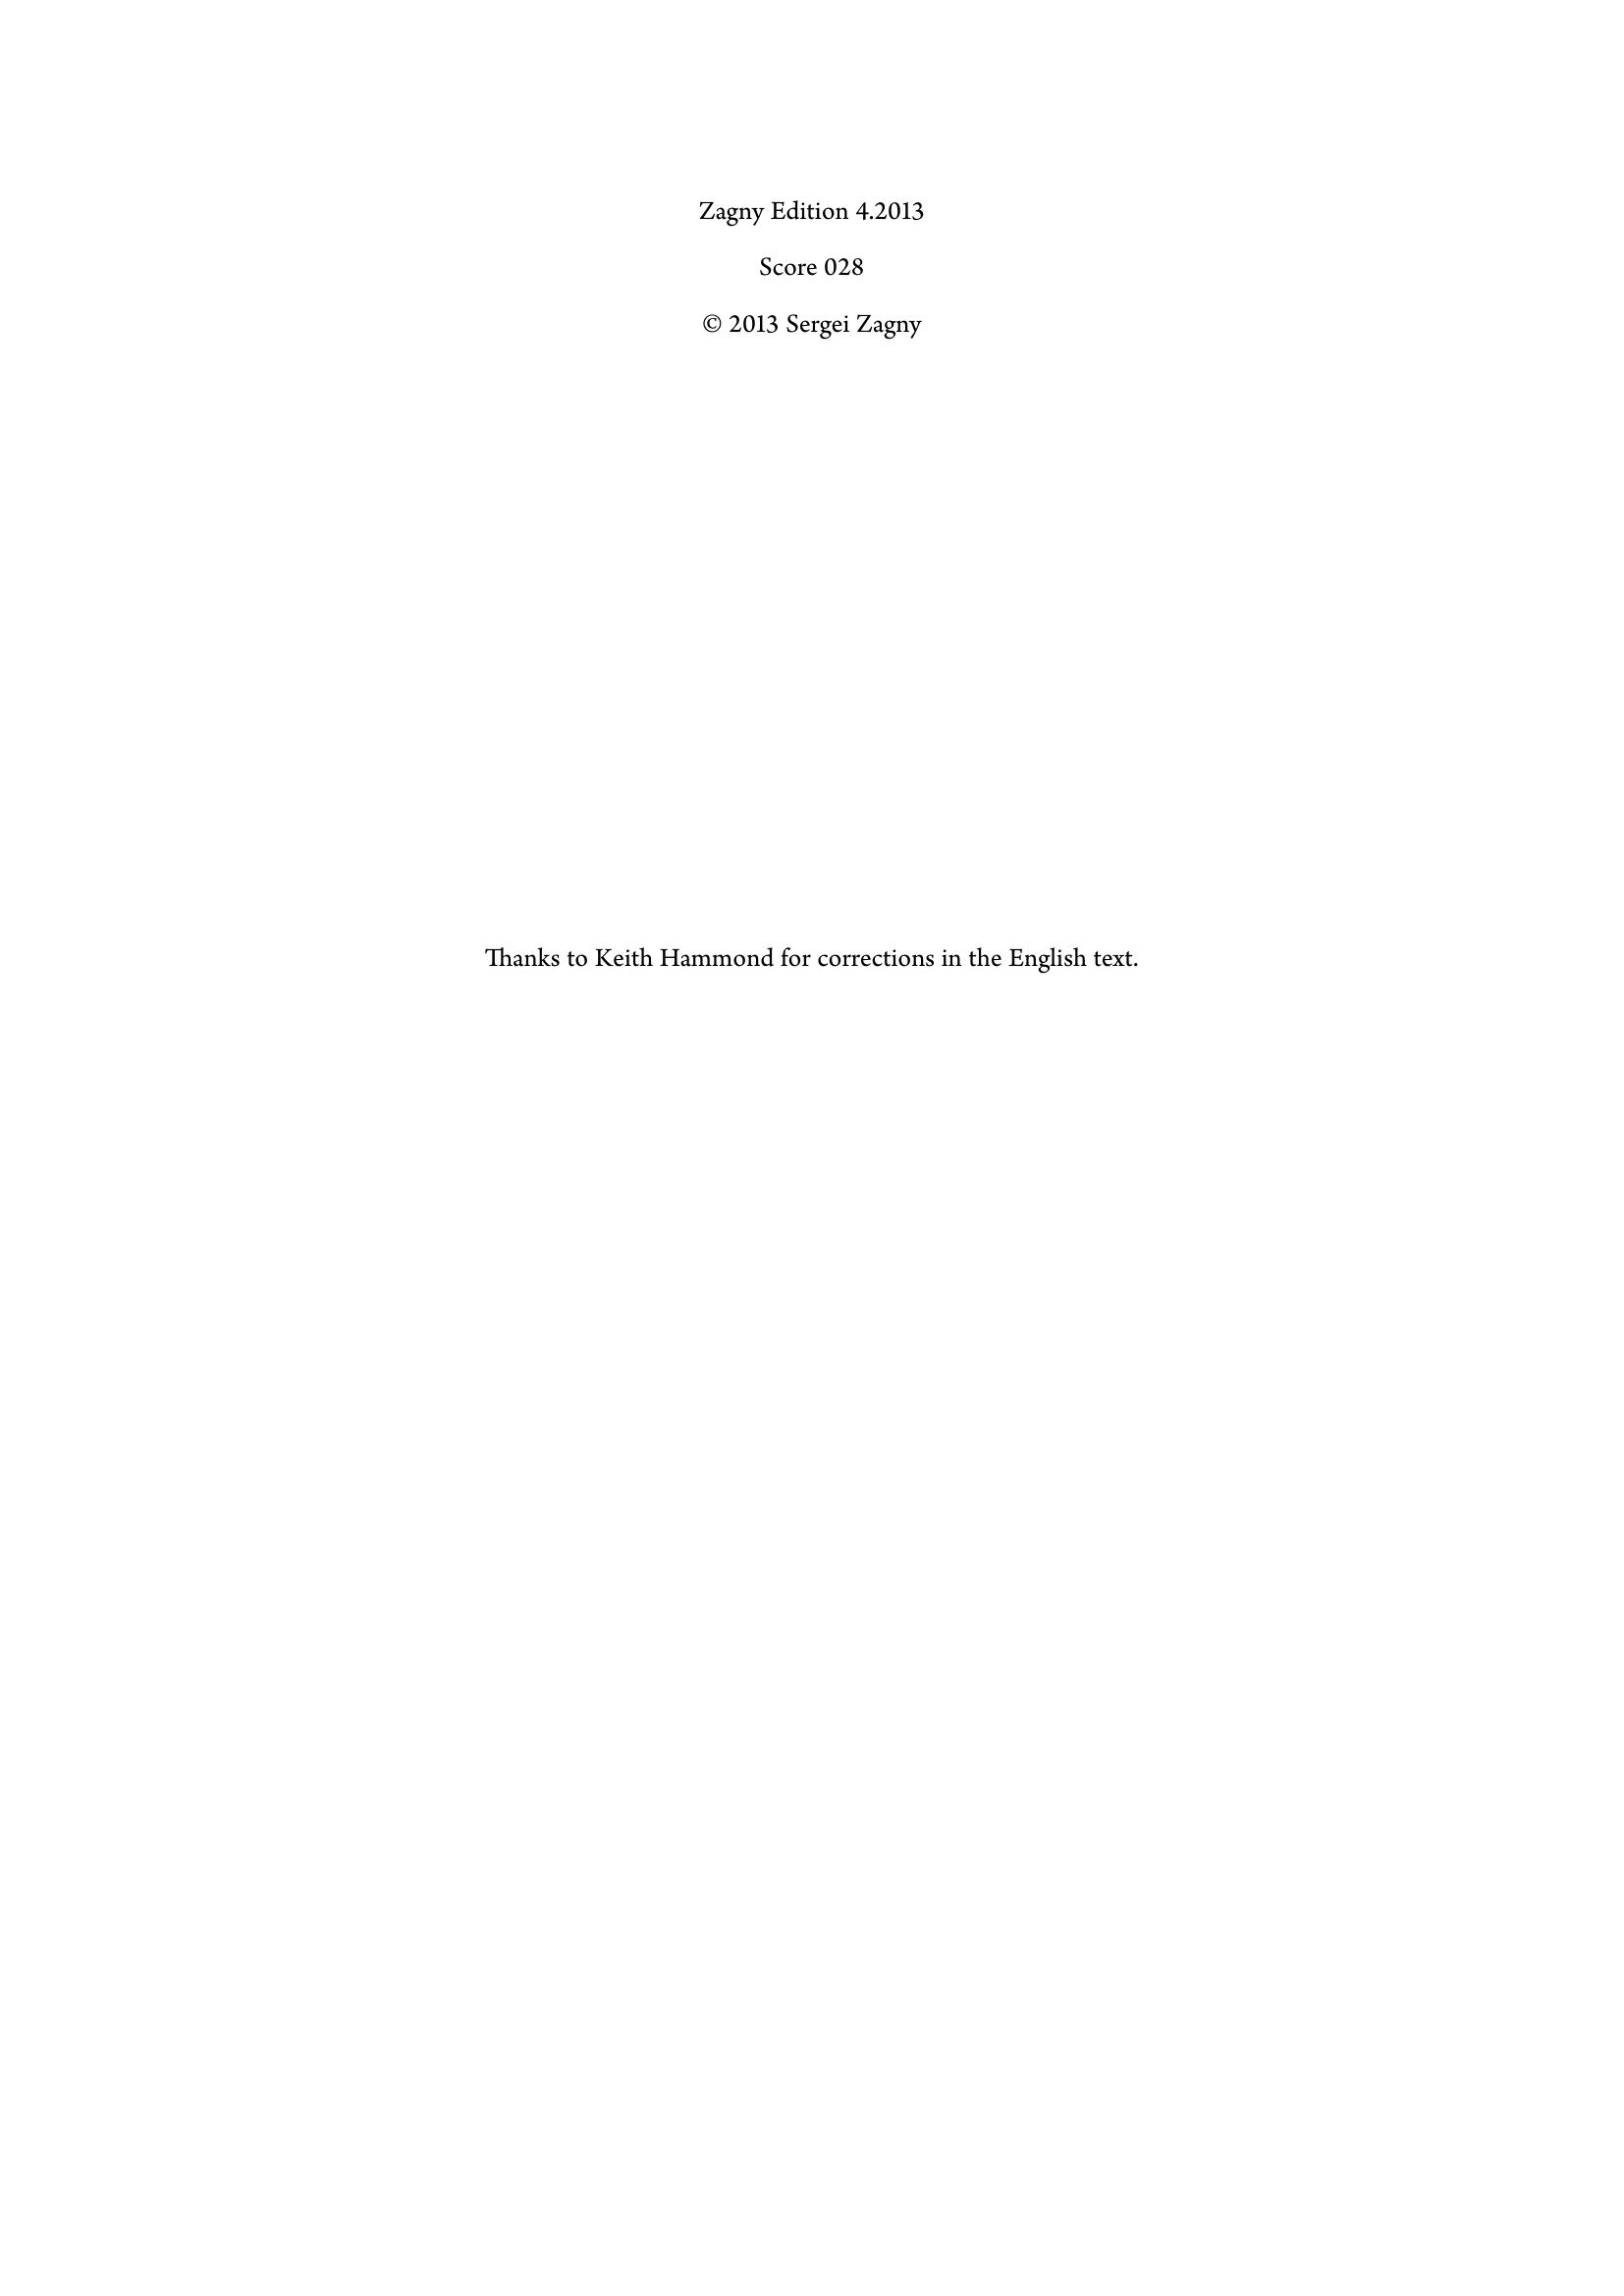 Zagny Edition 4.2013
Score 028
© 2013 Sergei Zagny
Thanks to Keith Hammond for corrections in the English text.